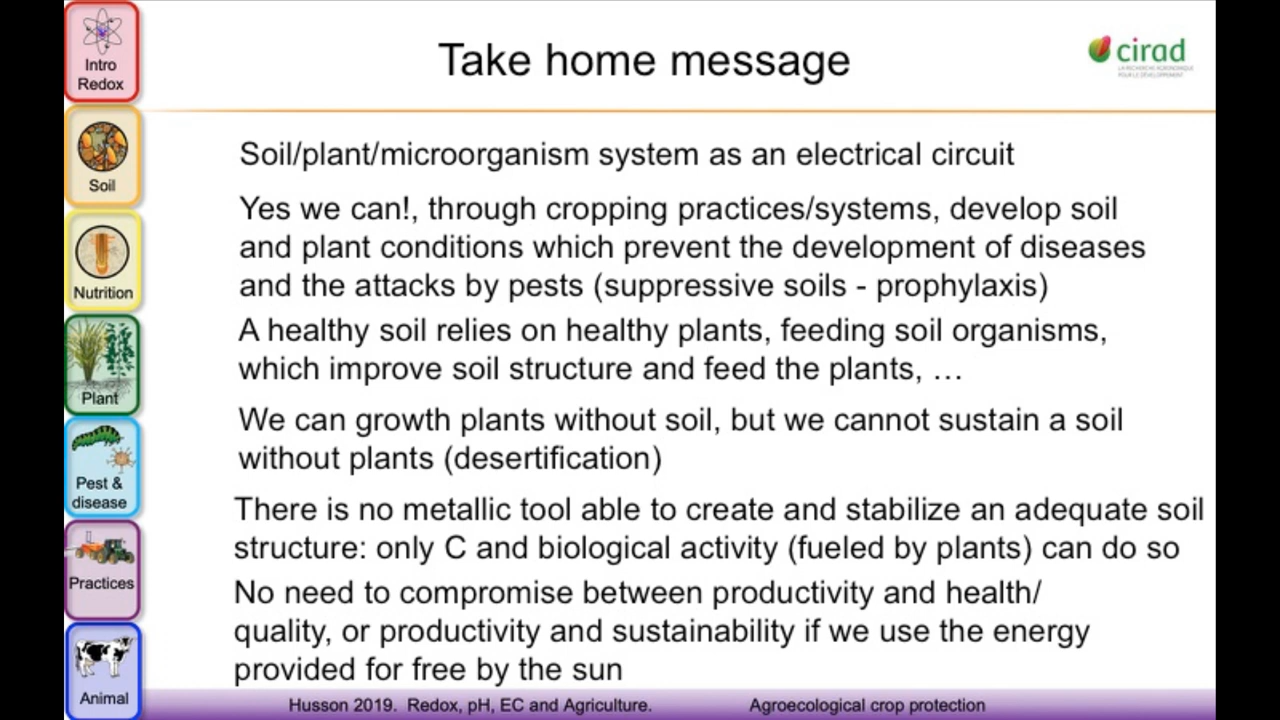 Take home message
cirad
LA RECHERCHE AGRONOMIQUE
POUR LE DÉVELOPPEMENT
Intro
Redox
Soil
Nutrition
Plant
Pest &
disease
Practices
Animal
Soil/plant/microorganism system as an electrical circuit
Yes we can!, through cropping practices/systems, develop soil
and plant conditions which prevent the development of diseases
and the attacks by pests (suppressive soils - prophylaxis)
A healthy soil relies on healthy plants, feeding soil organisms,
which improve soil structure and feed the plants, …
We can growth plants without soil, but we cannot sustain a soil
without plants (desertification)
There is no metallic tool able to create and stabilize an adequate soil
structure: only C and biological activity (fueled by plants) can do so
No need to compromise between productivity and health/
quality, or productivity and sustainability if we use the energy
provided for free by the sun
Husson 2019. Redox, pH, EC and Agriculture. Agroecological crop protection